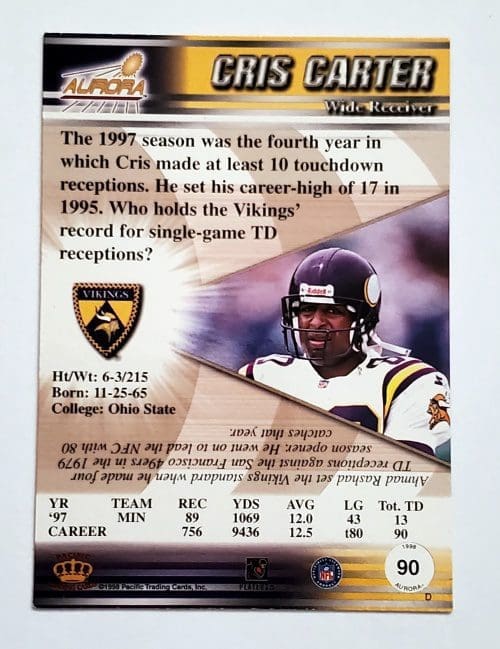 AURORA
CRIS CARTER
Wide Receiver
The 1997 season was the fourth year in
which Cris made at least 10 touchdown
receptions. He set his career-high of 17 in
1995. Who holds the Vikings'
record for single-game TD
receptions?
VIKINGS
Riddell
Ht/Wt: 6-3/215
Born: 11-25-65
College: Ohio State
Ahmad Rashad set the Vikings standard when he made four
TD receptions against the San Francisco 49ers in the 1979
season opener. He went on to lead the NFC with 80
catches that year.
YR TEAM REC YDS AVG LG Tot. TD
'97 MIN 89 1069 12.0 43 13
CAREER 756 9436 12.5 t80 90
PACIFIC
©1998 Pacific Trading Cards, Inc.
PLAYERS
NFL
1998
90
AURORA
D